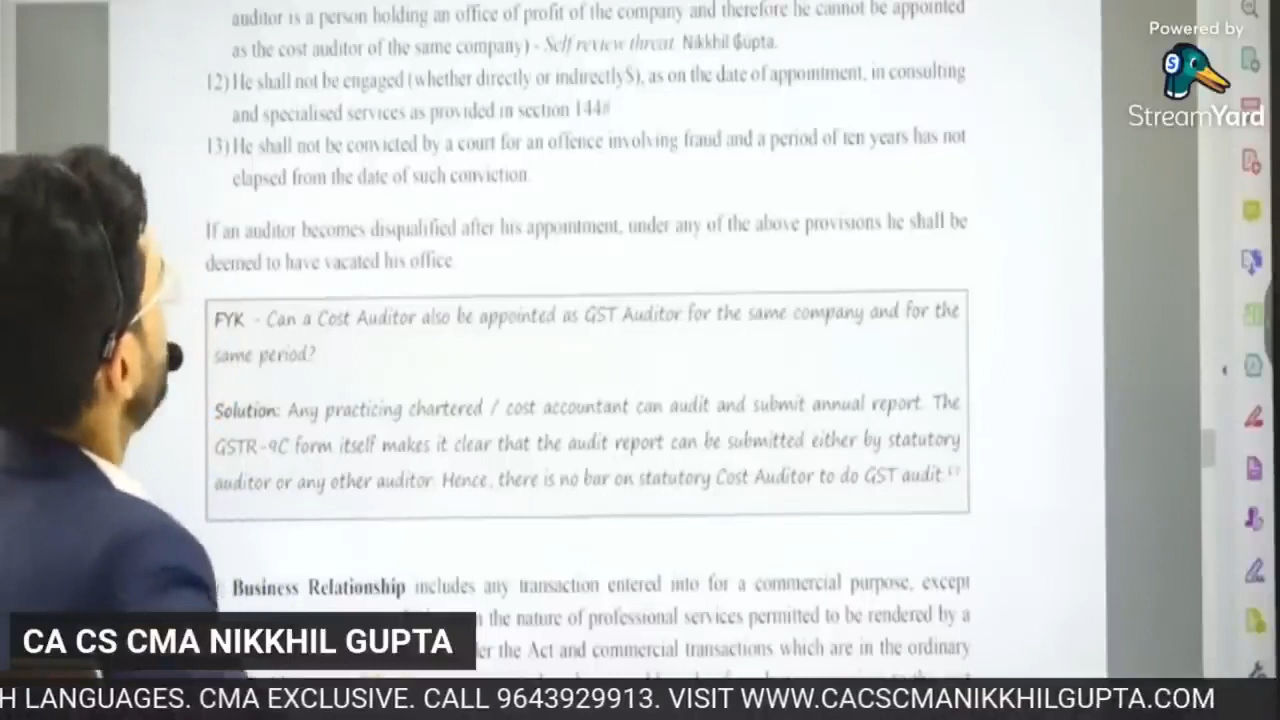 auditor is a person holding an office of profit of the company and therefore he cannot be appointed
as the cost auditor of the same company) - Self review threat. Nikkhil Gupta.
12) He shall not be engaged (whether directly or indirectly$), as on the date of appointment, in consulting
and specialised services as provided in section 144#
13) He shall not be convicted by a court for an offence involving fraud and a period of ten years has not
elapsed from the date of such conviction.
If an auditor becomes disqualified after his appointment, under any of the above provisions he shall be
deemed to have vacated his office.
FYK - Can a Cost Auditor also be appointed as GST Auditor for the same company and for the
same period?
Solution: Any practicing chartered / cost accountant can audit and submit annual report. The
GSTR-9C form itself makes it clear that the audit report can be submitted either by statutory
auditor or any other auditor. Hence, there is no bar on statutory Cost Auditor to do GST audit.
Business Relationship includes any transaction entered into for a commercial purpose, except
the nature of professional services permitted to be rendered by a
the Act and commercial transactions which are in the ordinary
Powered by
StreamYard
CA CS CMA NIKKHIL GUPTA
H LANGUAGES. CMA EXCLUSIVE. CALL 9643929913. VISIT WWW.CACSCMANIKKHILGUPTA.COM